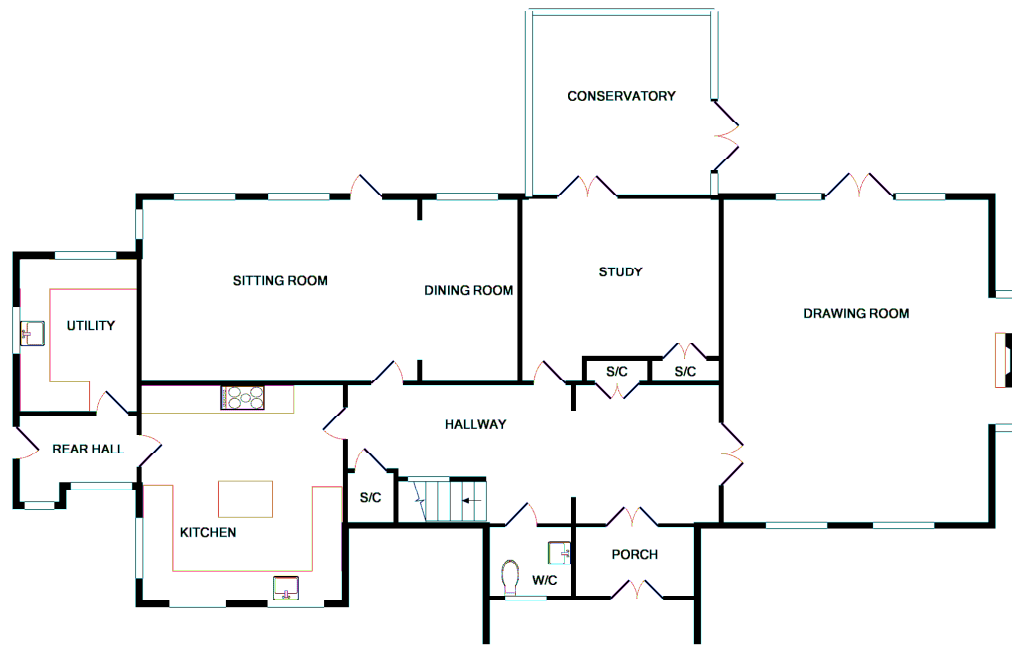 CONSERVATORY
SITTING ROOM
DINING ROOM
STUDY
DRAWING ROOM
UTILITY
S/C
S/C
HALLWAY
REAR HALL
S/C
KITCHEN
PORCH
W/C